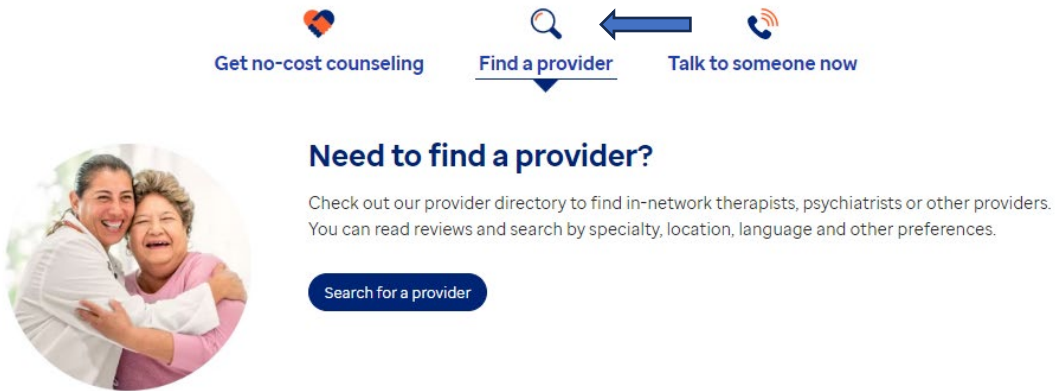 Get no-cost counseling
Find a provider
Talk to someone now
Need to find a provider?
Check out our provider directory to find in-network therapists, psychiatrists or other providers.
You can read reviews and search by specialty, location, language and other preferences.
Search for a provider